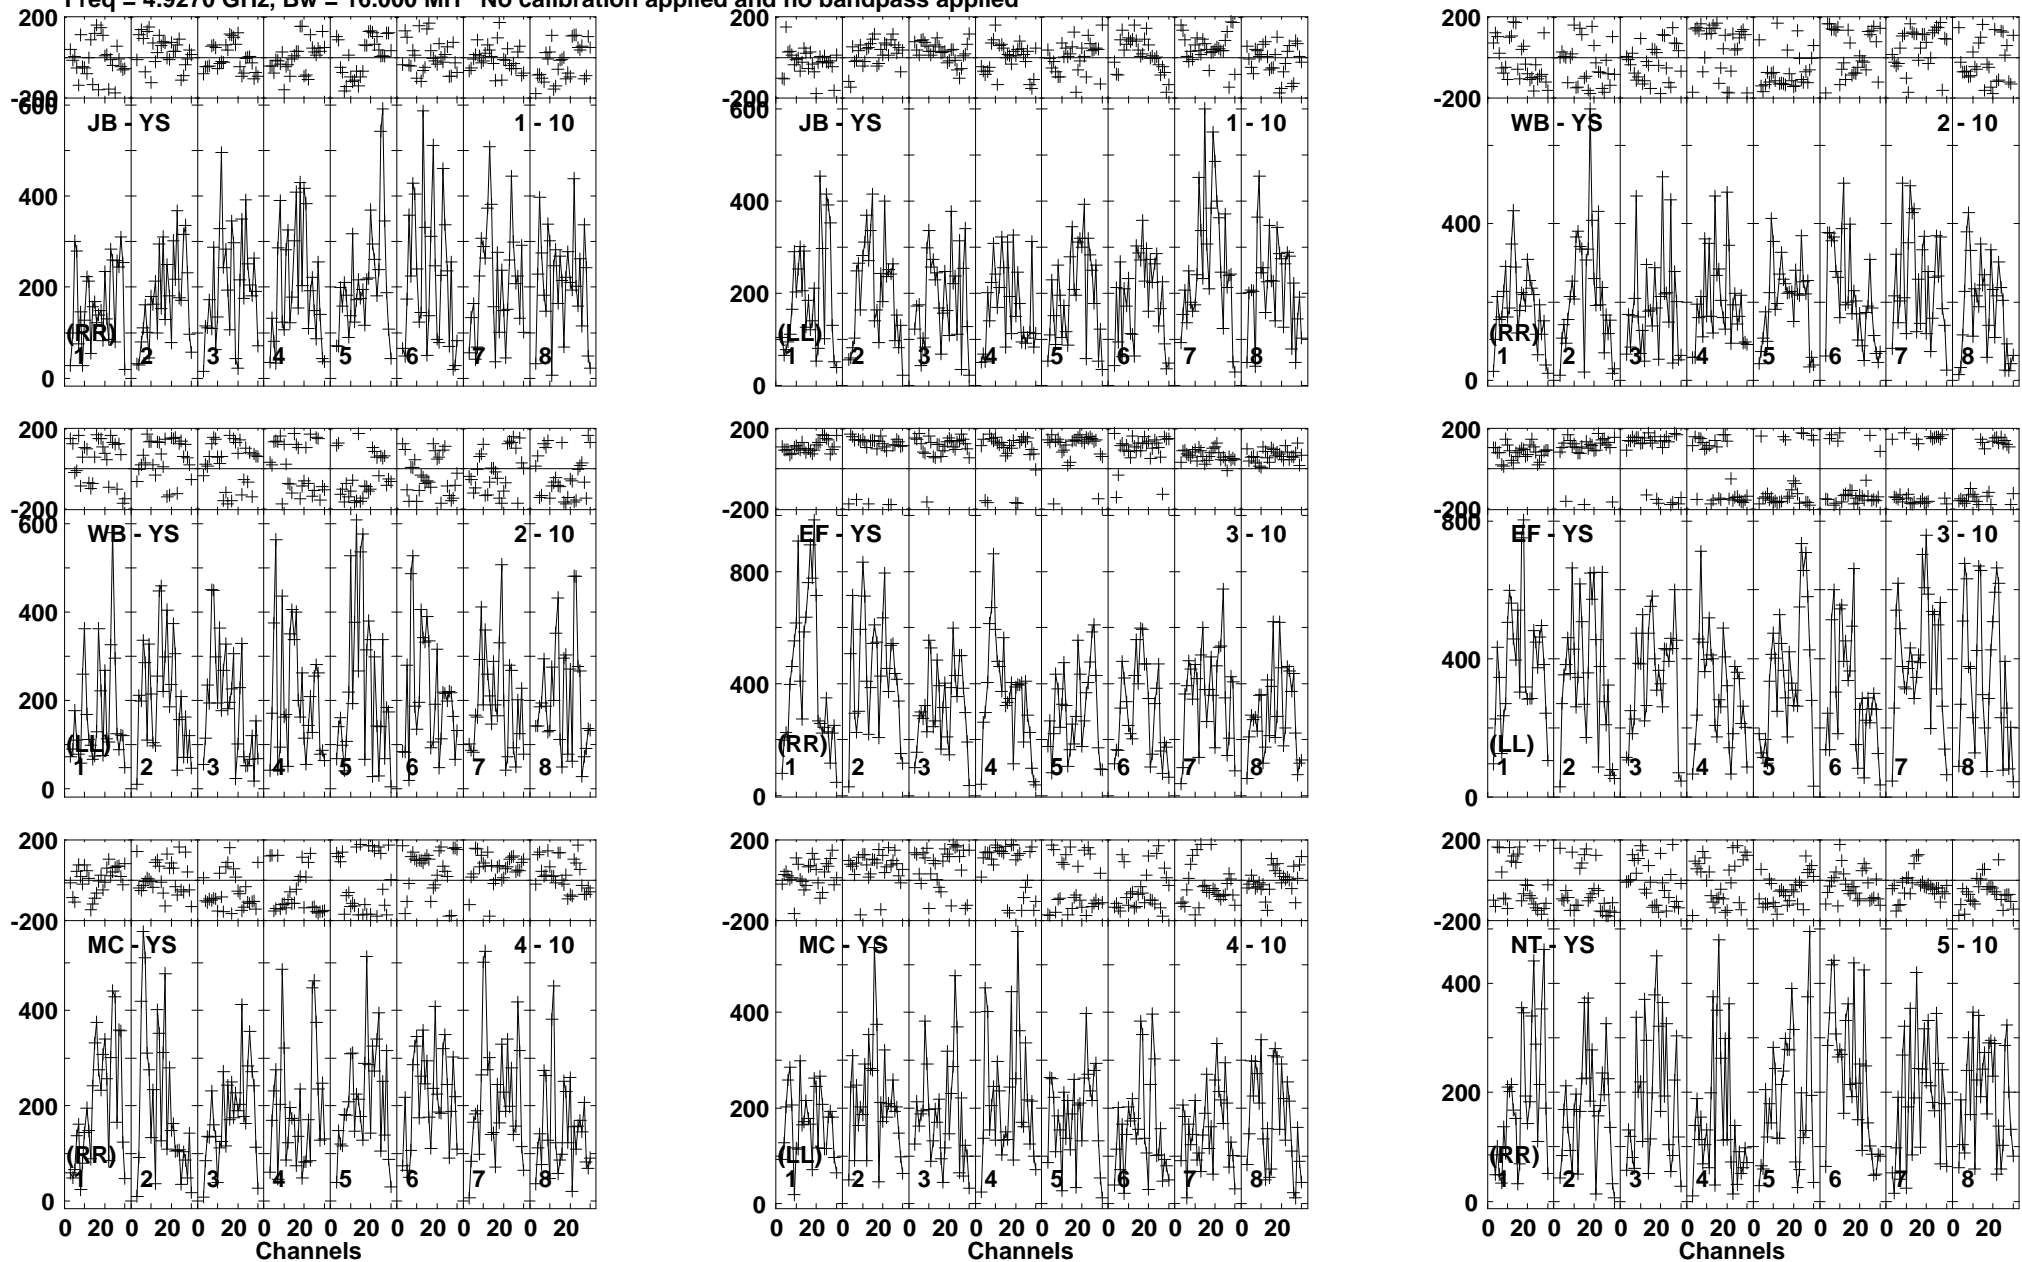 Freq = 4.9270 GHz, Bw = 16.000 MH No calibration applied and no bandpass applied
200 200 200
-200 -200 -200
600 600
JB - YS 1 - 10 JB - YS 1 - 10 WB - YS 2 - 10
400 400 400
200 200 200
(RR) (LL) (RR)
1 2 3 4 5 6 7 8 1 2 3 4 5 6 7 8 1 2 3 4 5 6 7 8
0 0 0
200 200 200
-200 -200 -200
600 800
WB - YS 2 - 10 EF - YS 3 - 10 EF - YS 3 - 10
800
400 400 400
200
(LL) (RR) (LL)
1 2 3 4 5 6 7 8 1 2 3 4 5 6 7 8 1 2 3 4 5 6 7 8
0 0 0
200 200 200
-200 -200 -200
MC - YS 4 - 10 MC - YS 4 - 10 NT - YS 5 - 10
400 400 400
200 200 200
(RR) (LL) (RR)
1 2 3 4 5 6 7 8 1 2 3 4 5 6 7 8 1 2 3 4 5 6 7 8
0 0 0
0 20 0 20 0 20 0 20 0 20 0 20 0 20 0 20 0 20 0 20 0 20 0 20 0 20 0 20 0 20 0 20 0 20 0 20 0 20 0 20 0 20 0 20 0 20 0 20
Channels Channels Channels